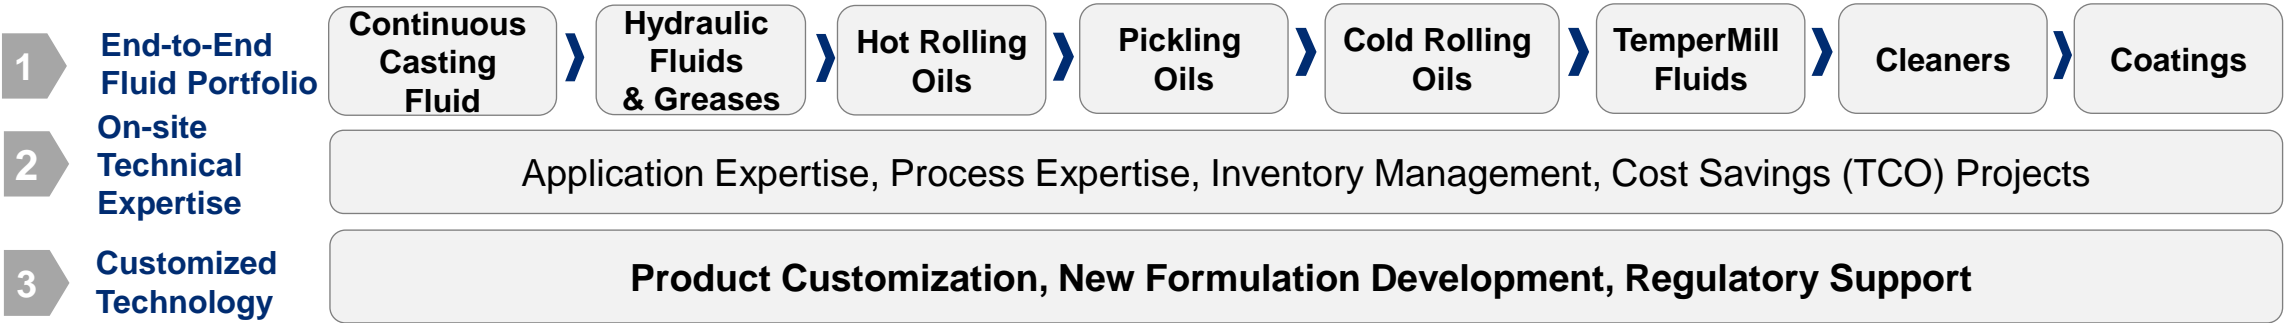 1
End-to-End
Fluid Portfolio
Continuous
Casting
Fluid
Hydraulic
Fluids
& Greases
Hot Rolling
Oils
Pickling
Oils
Cold Rolling
Oils
TemperMill
Fluids
Cleaners
Coatings
2
On-site
Technical
Expertise
Application Expertise, Process Expertise, Inventory Management, Cost Savings (TCO) Projects
3
Customized
Technology
Product Customization, New Formulation Development, Regulatory Support